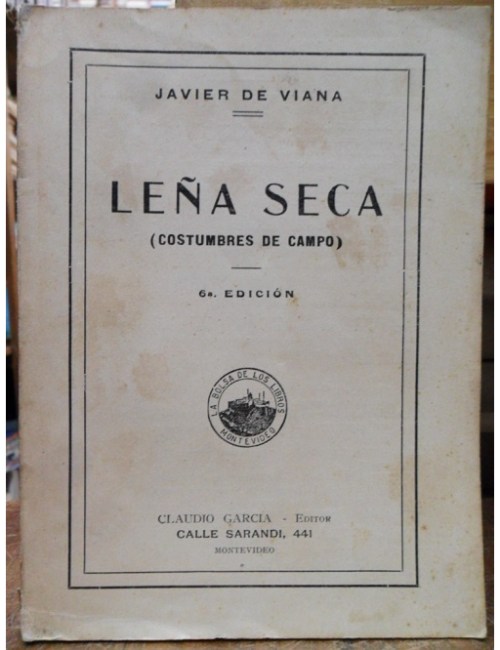 JAVIER DE VIANA
LEÑA SECA
(COSTUMBRES DE CAMPO)
6a. EDICIÓN
LA BOLSA DE LOS LIBROS
MONTEVIDEO
CLAUDIO GARCIA - EDITOR
CALLE SARANDI, 441
MONTEVIDEO